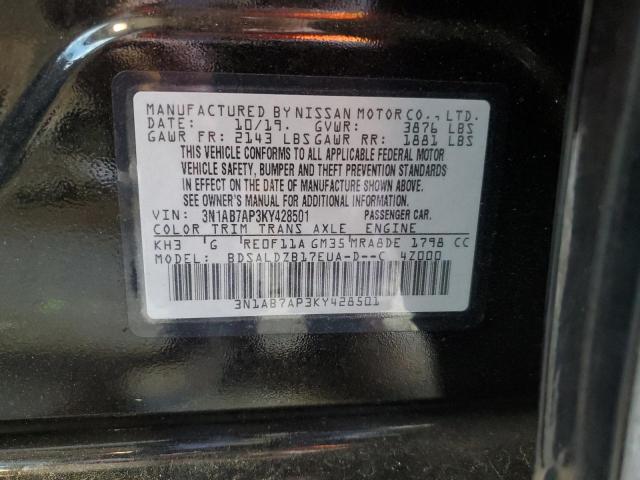 MANUFACTURED BY NISSAN MOTOR CO., LTD.
DATE: 10/19. GVWR: 3876 LBS
GAWR FR: 2143 LBS GAWR RR: 1881 LBS
THIS VEHICLE CONFORMS TO ALL APPLICABLE FEDERAL MOTOR
VEHICLE SAFETY, BUMPER AND THEFT PREVENTION STANDARDS
IN EFFECT ON THE DATE OF MANUFACTURE SHOWN ABOVE.
SEE OWNER'S MANUAL FOR ADDITIONAL INFORMATION.
VIN: 3N1AB7AP3KY428501 PASSENGER CAR.
COLOR TRIM TRANS AXLE ENGINE
KH3 G RE0F11A GM35 MRA8DE 1798 CC
MODEL: BDSALDZB17EUA-D--C 4Z000
3N1AB7AP3KY428501